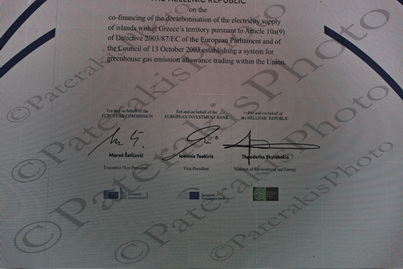 THE HELLENIC REPUBLIC
on the
co-financing of the decarbonisation of the electricity supply
of islands within Greece's territory pursuant to Article 10a(9)
of Directive 2003/87/EC of the European Parliament and of
the Council of 13 October 2003 establishing a system for
greenhouse gas emission allowance trading within the Union
For and on behalf of the
EUROPEAN COMMISSION
For and on behalf of the
EUROPEAN INVESTMENT BANK
For and on behalf of
the HELLENIC REPUBLIC
Maroš Šefčovič
Executive Vice-President
Ioannis Tsakiris
Vice-President
Theodoros Skylakakis
Minister of Environment and Energy
©PaterakisPhoto
©PaterakisPhoto
©PaterakisPhoto
©PaterakisPhoto
©PaterakisPhoto
©PaterakisPhoto